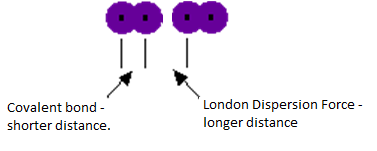 Covalent bond -
shorter distance.
London Dispersion Force -
longer distance